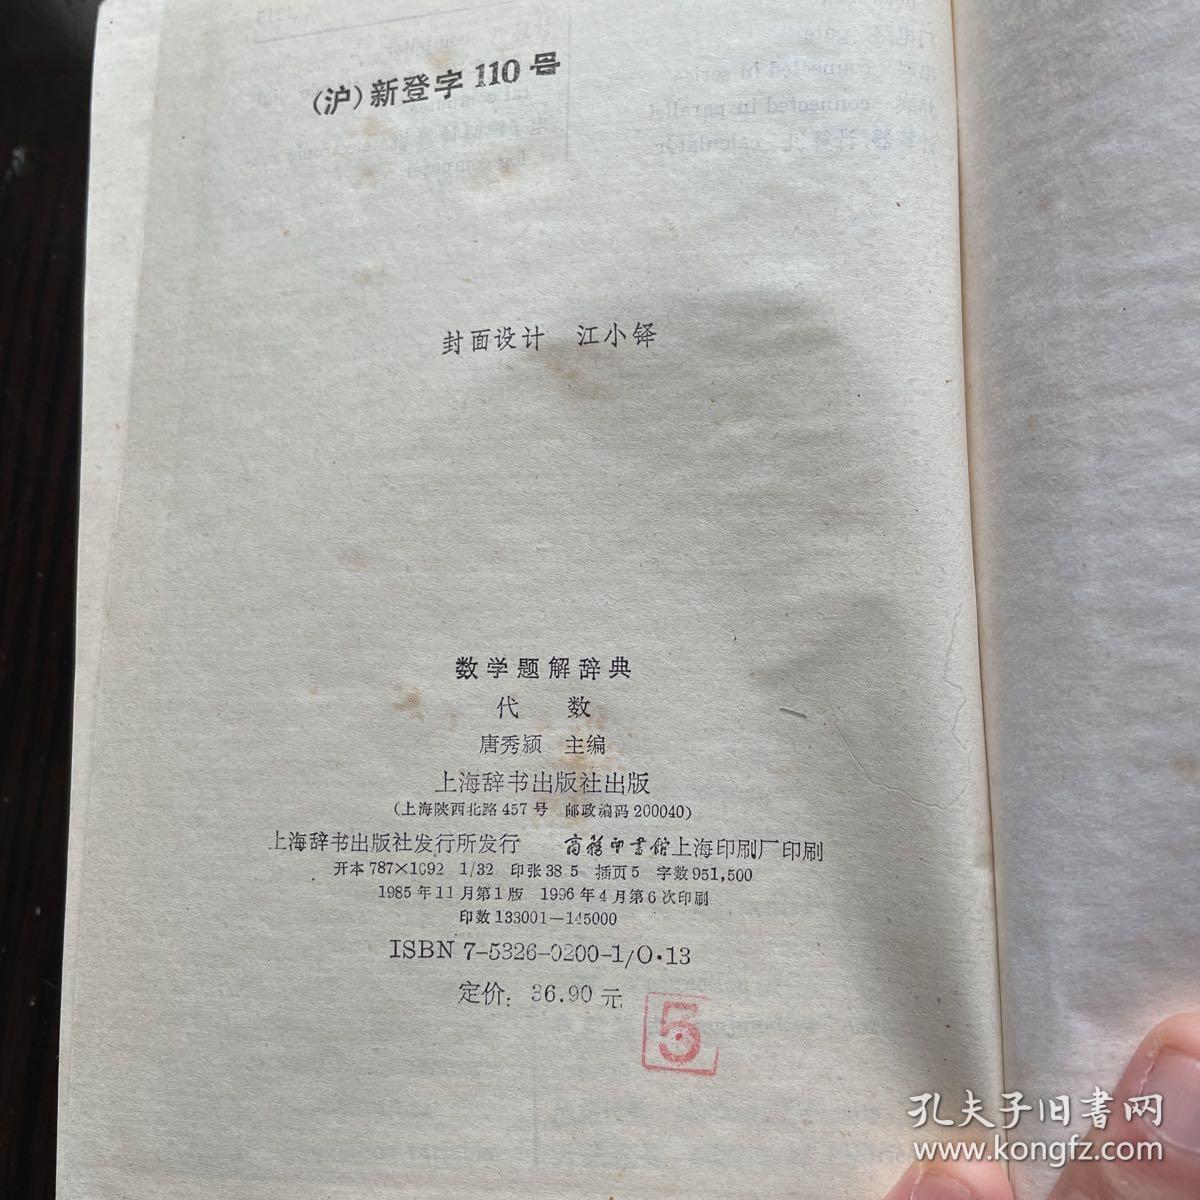 (沪)新登字110号
封面设计 江小铎
数学题解辞典
代 数
唐秀颍 主编
上海辞书出版社出版
(上海陕西北路457号 邮政编码200040)
上海辞书出版社发行所发行 商务印书馆上海印刷厂印刷
开本787×1092 1/32 印张38.5 插页5 字数951,500
1985年11月第1版 1996年4月第6次印刷
印数133001—145000
ISBN 7-5326-0200-1/O·13
定价: 36.90元
5
孔夫子旧书网
www.kongfz.com